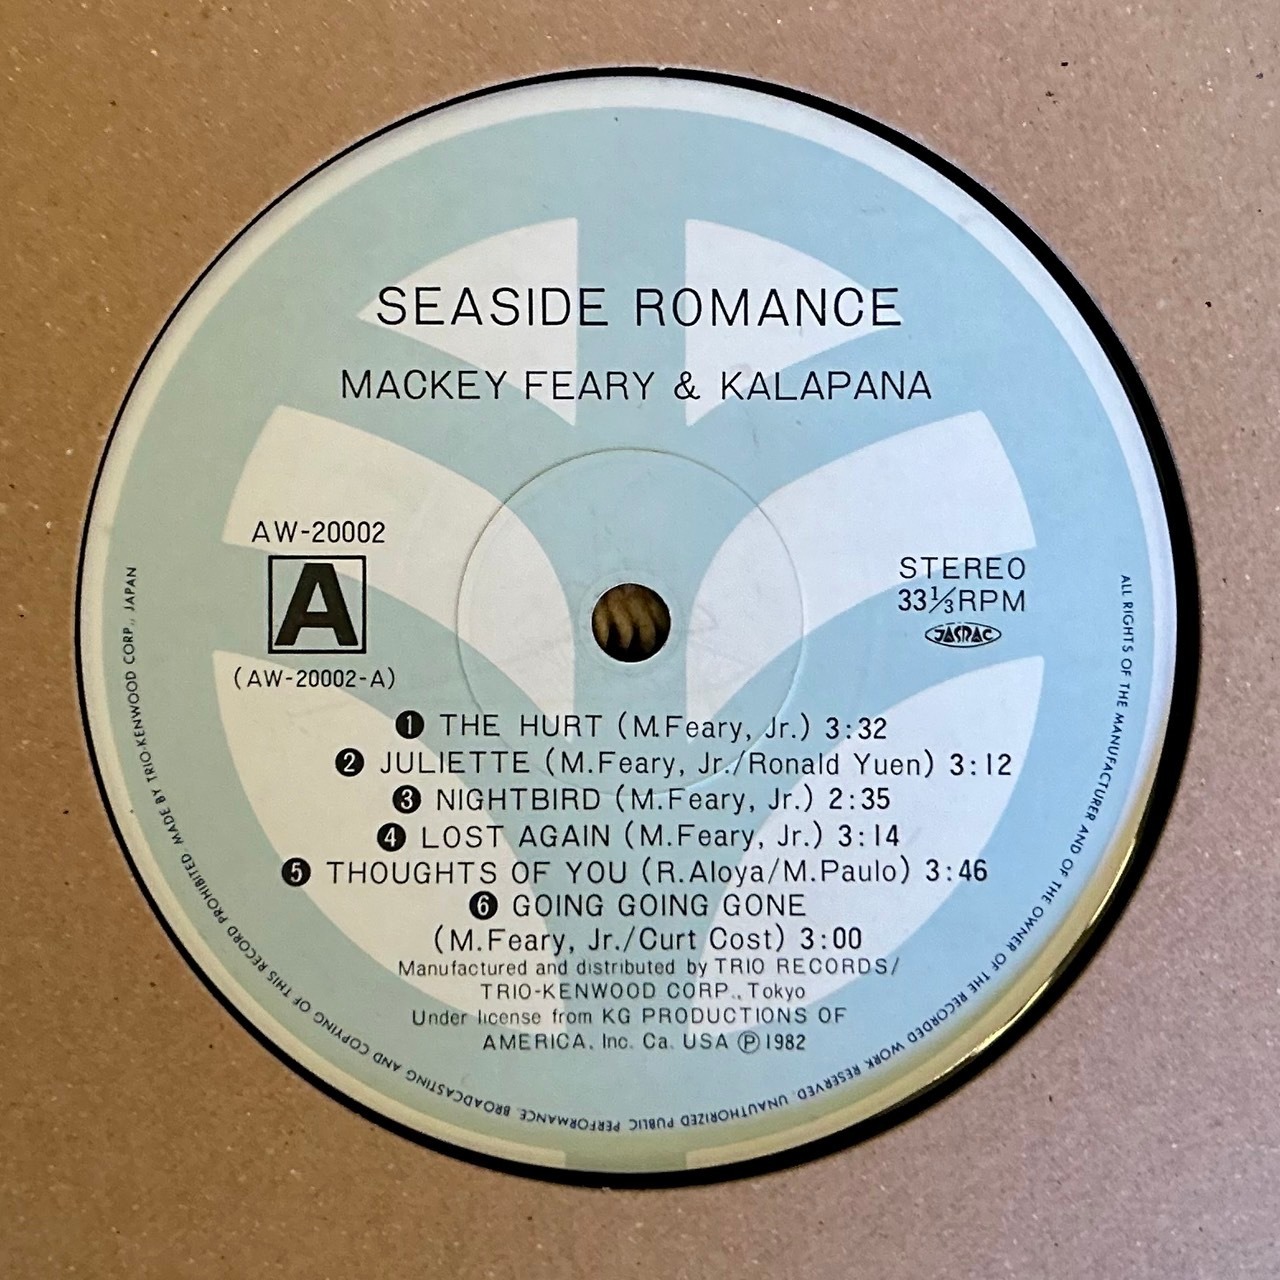 SEASIDE ROMANCE
MACKEY FEARY & KALAPANA
AW-20002
A
(AW-20002-A)
STEREO
33⅓RPM
JASRAC
❶ THE HURT (M.Feary, Jr.) 3:32
❷ JULIETTE (M.Feary, Jr./Ronald Yuen) 3:12
❸ NIGHTBIRD (M.Feary, Jr.) 2:35
❹ LOST AGAIN (M.Feary, Jr.) 3:14
❺ THOUGHTS OF YOU (R.Aloya/M.Paulo) 3:46
❻ GOING GOING GONE
(M.Feary, Jr./Curt Cost) 3:00
Manufactured and distributed by TRIO RECORDS/
TRIO-KENWOOD CORP., Tokyo
Under license from KG PRODUCTIONS OF
AMERICA, Inc. Ca. USA ℗1982
ALL RIGHTS OF THE MANUFACTURER AND OF THE OWNER OF THE RECORDED WORK RESERVED. UNAUTHORIZED PUBLIC PERFORMANCE, BROADCASTING AND COPYING OF THIS RECORD PROHIBITED. MADE BY TRIO-KENWOOD CORP., JAPAN